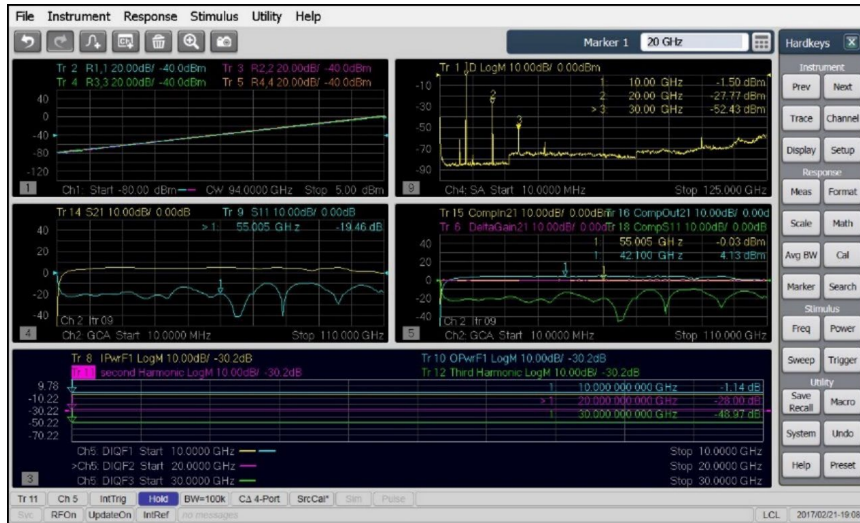 File Instrument Response Stimulus Utility Help
Marker 1 20 GHz
Hardkeys X
Instrument
Prev Next
Trace Channel
Display Setup
Response
Meas Format
Scale Math
Avg BW Cal
Marker Search
Stimulus
Freq Power
Sweep Trigger
Utility
Save Recall Macro
System Undo
Help Preset
Tr 2 R1,1 20.00dB/ -40.0dBm Tr 3 R2,2 20.00dB/ -40.0dBm
Tr 4 R3,3 20.00dB/ -40.0dBm Tr 5 R4,4 20.00dB/ -40.0dBm
40
0
-40
-80
-120
1 Ch1: Start -80.00 dBm CW 94.0000 GHz Stop 5.00 dBm
Tr 1 ID LogM 10.00dB/ 0.00dBm
1 10.00 GHz -1.50 dBm
2 20.00 GHz -27.77 dBm
> 3 30.00 GHz -52.43 dBm
-10
-30
-50
-70
-90
2
3
9 Ch4: SA Start 10.0000 MHz Stop 125.000 GHz
Tr 14 S21 10.00dB/ 0.00dB Tr 9 S11 10.00dB/ 0.00dB
> 1 55.005 GHz -19.46 dB
40
20
0
-20
-40
1
Ch 2 Itr 09
4 Ch2: GCA Start 10.0000 MHz Stop 110.000 GHz
Tr 15 CompIn21 10.00dB/ 0.00dBm Tr 16 CompOut21 10.00dB/ 0.00d
Tr 6 DeltaGain21 10.00dB/ 0.00d Tr 18 CompS11 10.00dB/ 0.00dB
1 55.005 GHz -0.03 dBm
1 42.100 GHz 4.13 dBm
40
20
0
-20
-40
1 1
Ch 2 Itr 09
5 Ch2: GCA Start 10.0000 MHz Stop 110.000 GHz
Tr 8 IPwrF1 LogM 10.00dB/ -30.2dB Tr 10 OPwrF1 LogM 10.00dB/ -30.2dB
Tr 11 second Harmonic LogM 10.00dB/ -30.2dB Tr 12 Third Harmonic LogM 10.00dB/ -30.2dB
9.78
-10.22
-30.22
-50.22
-70.22
1 10.000 000 000 GHz -1.14 dB
> 1 20.000 000 000 GHz -28.00 dB
1 30.000 000 000 GHz -48.97 dB
Ch5: DIQF1 Start 10.0000 GHz Stop 10.0000 GHz
>Ch5: DIQF2 Start 20.0000 GHz Stop 20.0000 GHz
3 Ch5: DIQF3 Start 30.0000 GHz Stop 30.0000 GHz
Tr 11 Ch 5 IntTrig Hold BW=100k CΔ 4-Port SrcCal* Sim Pulse
Svc RFOn UpdateOn IntRef no messages LCL 2017/02/21-19:08